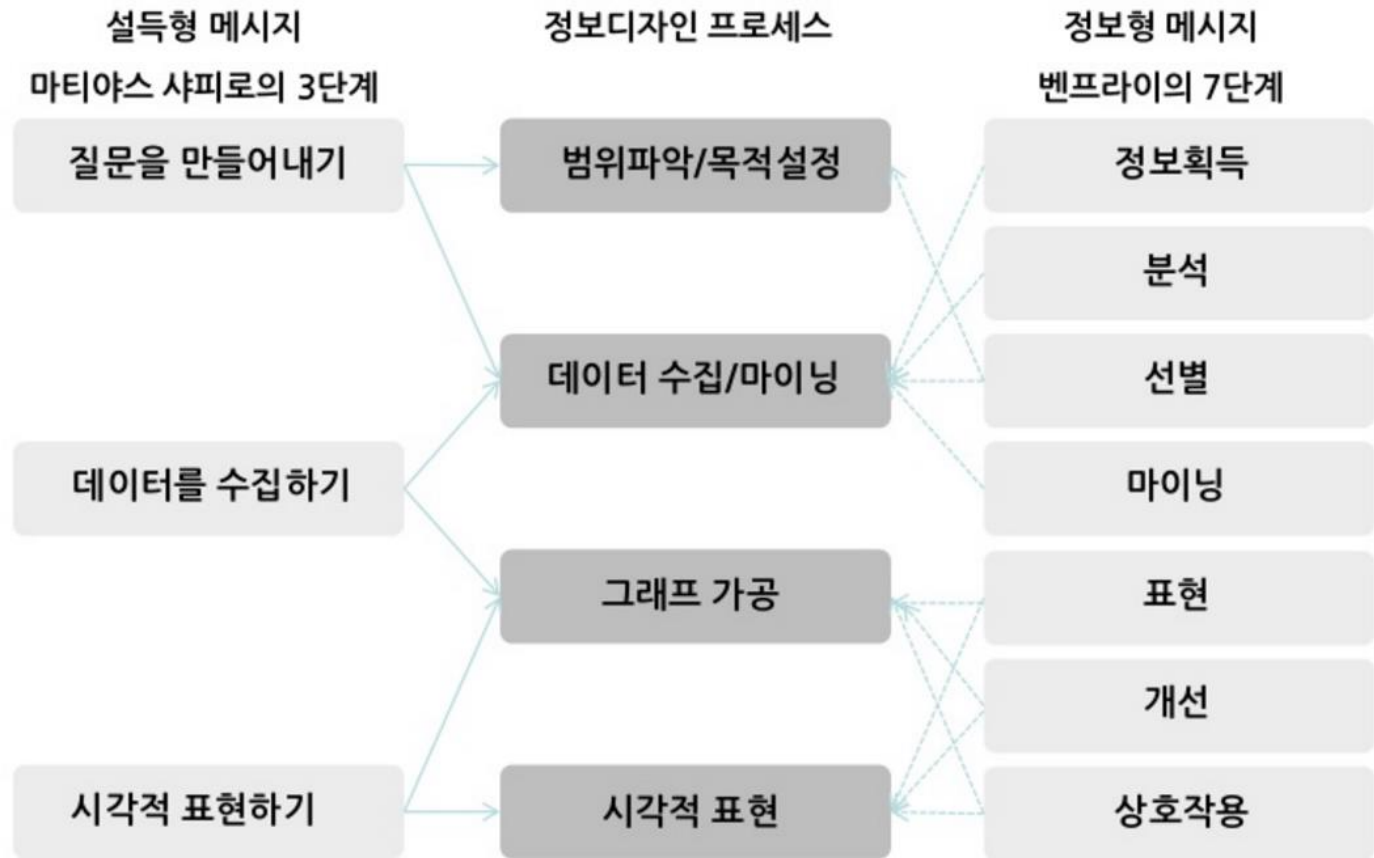 설득형 메시지
마티야스 샤피로의 3단계
질문을 만들어내기
데이터를 수집하기
시각적 표현하기
정보디자인 프로세스
범위파악/목적설정
데이터 수집/마이닝
그래프 가공
시각적 표현
정보형 메시지
벤프라이의 7단계
정보획득
분석
선별
마이닝
표현
개선
상호작용